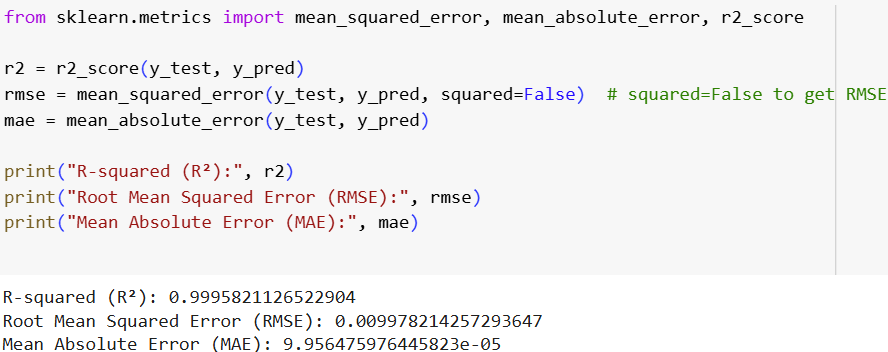 from sklearn.metrics import mean_squared_error, mean_absolute_error, r2_score
r2 = r2_score(y_test, y_pred)
rmse = mean_squared_error(y_test, y_pred, squared=False)  # squared=False to get RMSE
mae = mean_absolute_error(y_test, y_pred)
print("R-squared (R²):", r2)
print("Root Mean Squared Error (RMSE):", rmse)
print("Mean Absolute Error (MAE):", mae)
R-squared (R²): 0.9995821126522904
Root Mean Squared Error (RMSE): 0.009978214257293647
Mean Absolute Error (MAE): 9.956475976445823e-05